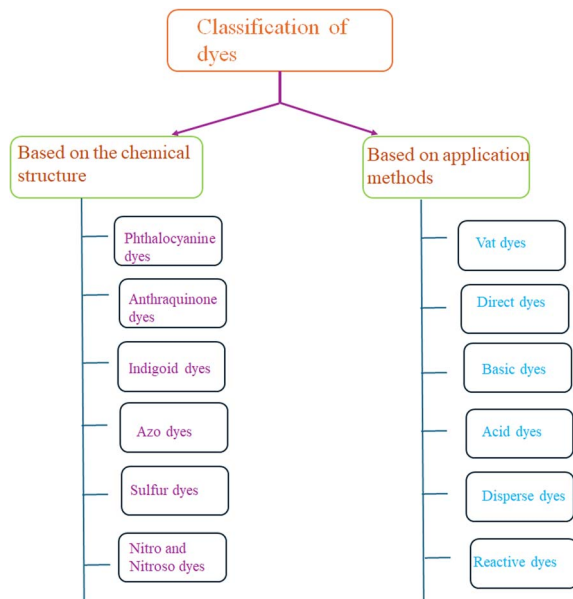 Classification of
dyes
Based on the chemical
structure
Phthalocyanine
dyes
Anthraquinone
dyes
Indigoid dyes
Azo dyes
Sulfur dyes
Nitro and
Nitroso dyes
Based on application
methods
Vat dyes
Direct dyes
Basic dyes
Acid dyes
Disperse dyes
Reactive dyes